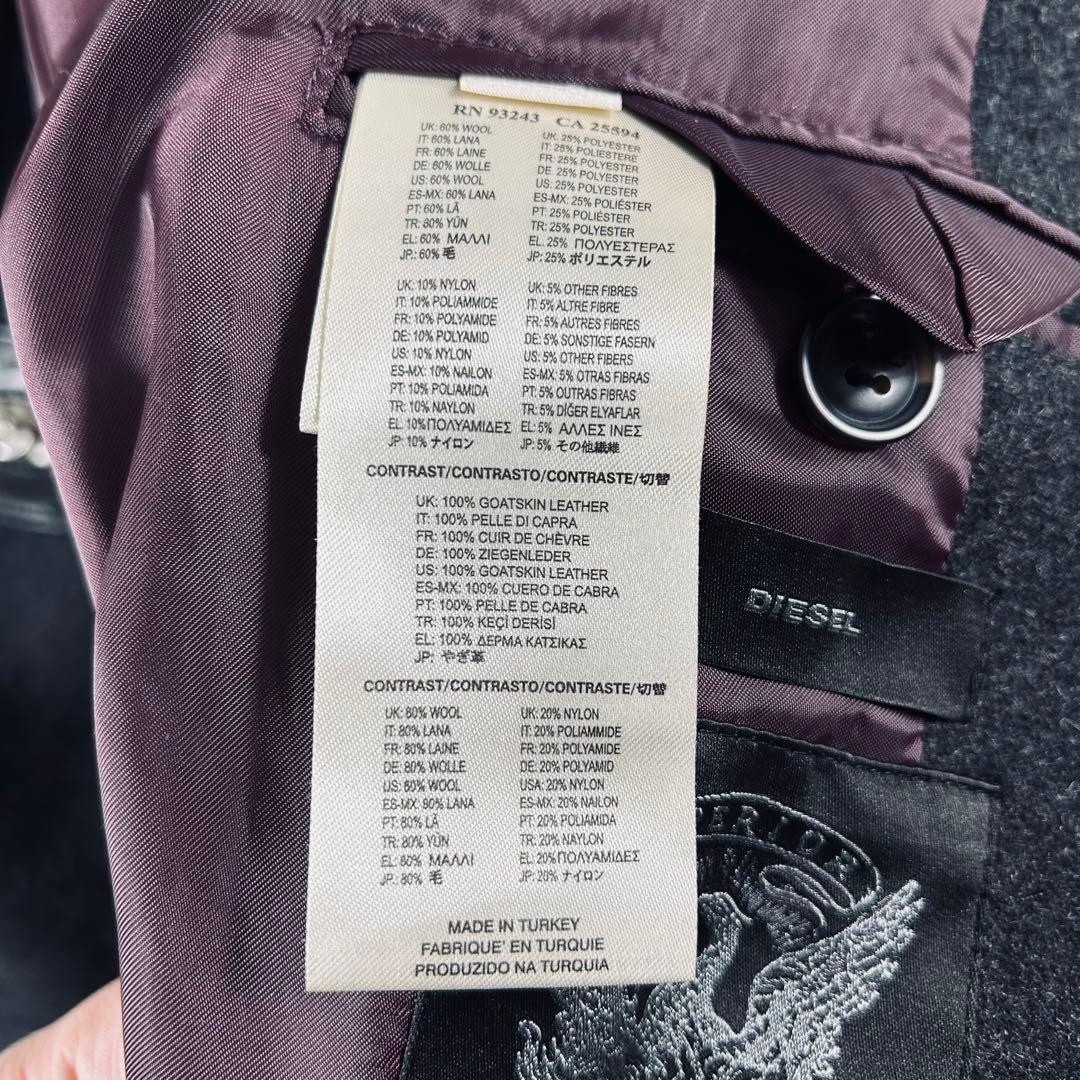 RN 93243 CA 25594
UK: 60% WOOL
IT: 60% LANA
FR: 60% LAINE
DE: 60% WOLLE
US: 60% WOOL
ES-MX: 60% LANA
PT: 60% LÃ
TR: 80% YÜN
EL: 60% ΜΑΛΛΙ
JP: 60% 毛
UK: 25% POLYESTER
IT: 25% POLIESTERE
FR: 25% POLYESTER
DE: 25% POLYESTER
US: 25% POLYESTER
ES-MX: 25% POLIÉSTER
PT: 25% POLIÉSTER
TR: 25% POLYESTER
EL. 25% ΠΟΛΥΕΣΤΕΡΑΣ
JP: 25% ポリエステル
UK: 10% NYLON
IT: 10% POLIAMMIDE
FR: 10% POLYAMIDE
DE: 10% POLYAMID
US: 10% NYLON
ES-MX: 10% NAILON
PT: 10% POLIAMIDA
TR: 10% NAYLON
EL: 10% ΠΟΛΥΑΜΙΔΕΣ
JP: 10% ナイロン
UK: 5% OTHER FIBRES
IT: 5% ALTRE FIBRE
FR: 5% AUTRES FIBRES
DE: 5% SONSTIGE FASERN
US: 5% OTHER FIBERS
ES-MX: 5% OTRAS FIBRAS
PT: 5% OUTRAS FIBRAS
TR: 5% DİĞER ELYAFLAR
EL: 5% ΑΛΛΕΣ ΙΝΕΣ
JP: 5% その他繊維
CONTRAST/CONTRASTO/CONTRASTE/切替
UK: 100% GOATSKIN LEATHER
IT: 100% PELLE DI CAPRA
FR: 100% CUIR DE CHÈVRE
DE: 100% ZIEGENLEDER
US: 100% GOATSKIN LEATHER
ES-MX: 100% CUERO DE CABRA
PT: 100% PELLE DE CABRA
TR: 100% KEÇİ DERİSİ
EL: 100% ΔΕΡΜΑ ΚΑΤΣΙΚΑΣ
JP: やぎ革
CONTRAST/CONTRASTO/CONTRASTE/切替
UK: 80% WOOL
IT: 80% LANA
FR: 80% LAINE
DE: 80% WOLLE
US: 60% WOOL
ES-MX: 80% LANA
PT: 80% LÃ
TR: 80% YÜN
EL: 80% ΜΑΛΛΙ
JP: 80% 毛
UK: 20% NYLON
IT: 20% POLIAMMIDE
FR: 20% POLYAMIDE
DE: 20% POLYAMID
USA: 20% NYLON
ES-MX: 20% NAILON
PT: 20% POLIAMIDA
TR: 20% NAYLON
EL: 20% ΠΟΛΥΑΜΙΔΕΣ
JP: 20% ナイロン
MADE IN TURKEY
FABRIQUE' EN TURQUIE
PRODUZIDO NA TURQUIA
DIESEL
PERIOR